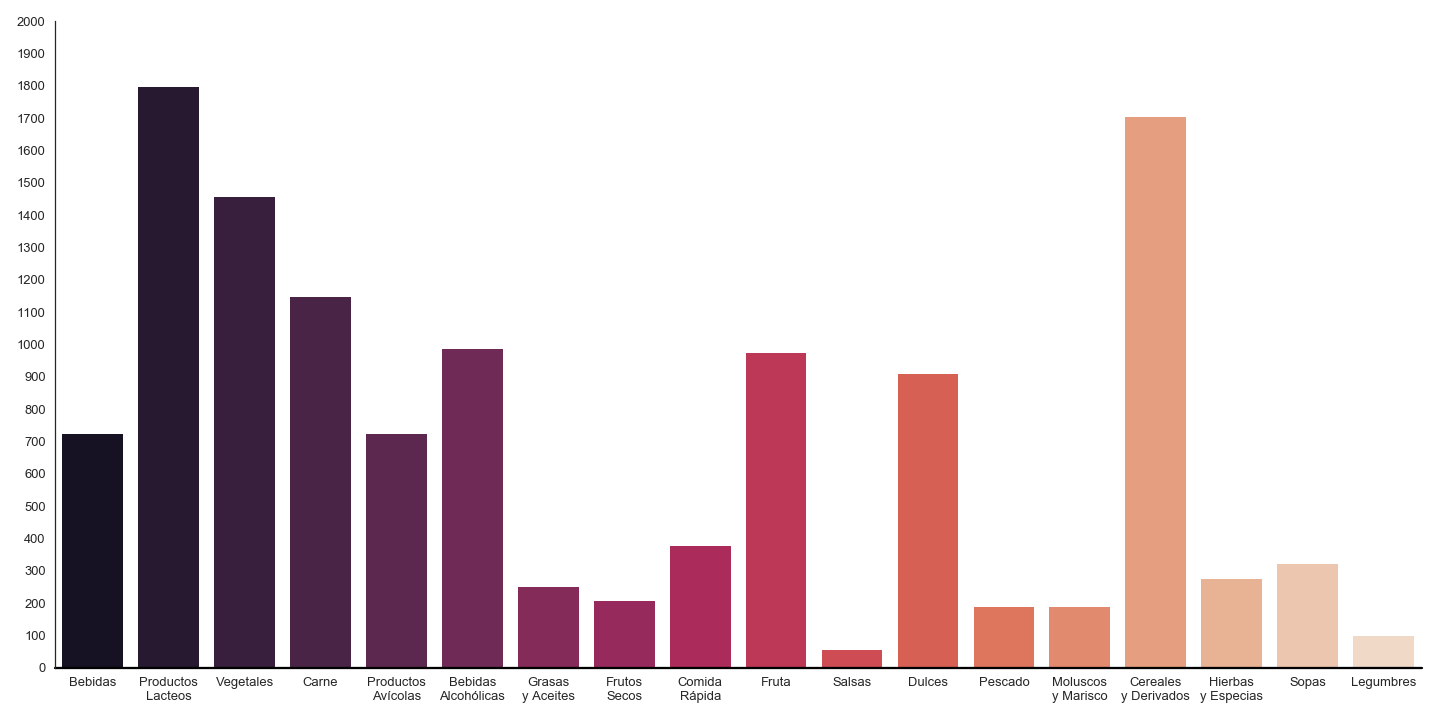 2000
1900
1800
1700
1600
1500
1400
1300
1200
1100
1000
900
800
700
600
500
400
300
200
100
0
Bebidas
Productos
Lacteos
Vegetales
Carne
Productos
Avícolas
Bebidas
Alcohólicas
Grasas
y Aceites
Frutos
Secos
Comida
Rápida
Fruta
Salsas
Dulces
Pescado
Moluscos
y Marisco
Cereales
y Derivados
Hierbas
y Especias
Sopas
Legumbres